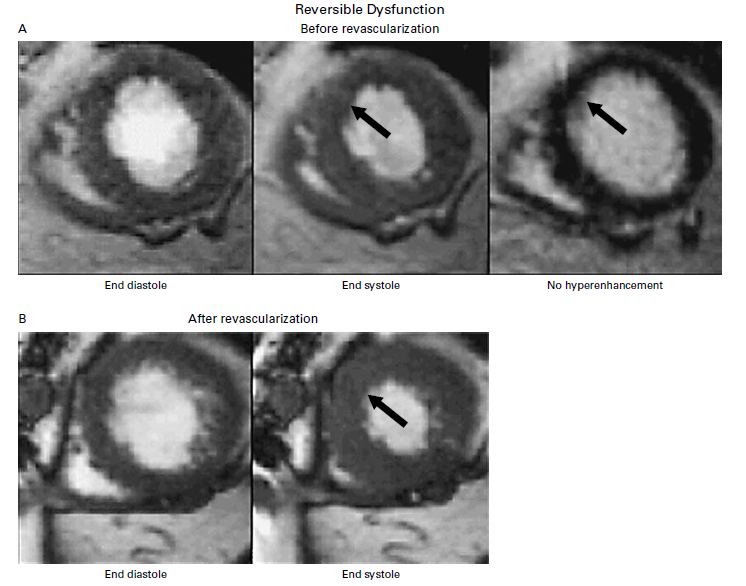 Reversible Dysfunction
A
Before revascularization
End diastole
End systole
No hyperenhancement
B
After revascularization
End diastole
End systole